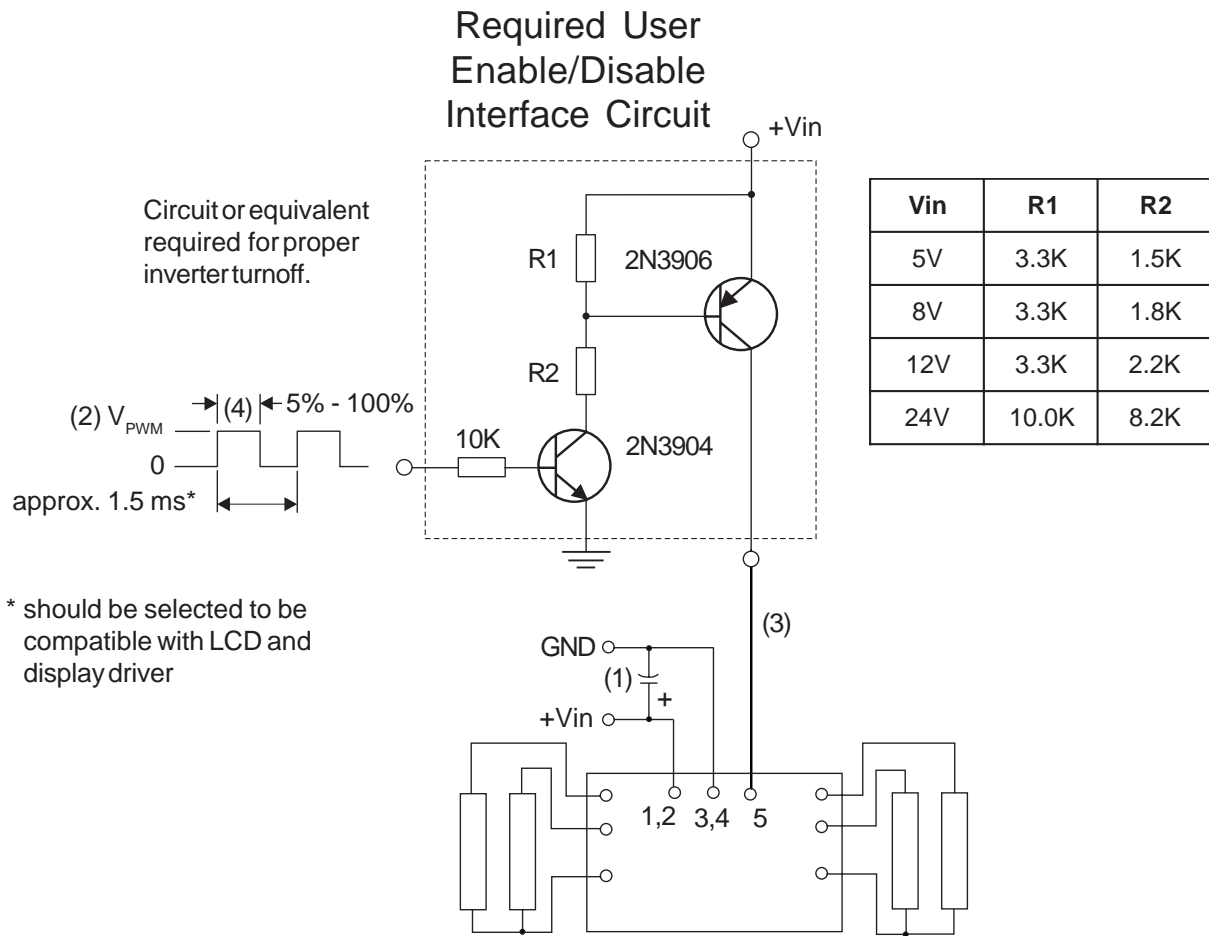 Required User
Enable/Disable
Interface Circuit
+Vin
Circuit or equivalent
required for proper
inverter turnoff.
R1
2N3906
R2
(2) VPWM
(4)
5% - 100%
0
approx. 1.5 ms*
10K
2N3904
Vin R1 R2
5V 3.3K 1.5K
8V 3.3K 1.8K
12V 3.3K 2.2K
24V 10.0K 8.2K
* should be selected to be
compatible with LCD and
display driver
(3)
GND
(1)
+
+Vin
1,2 3,4 5